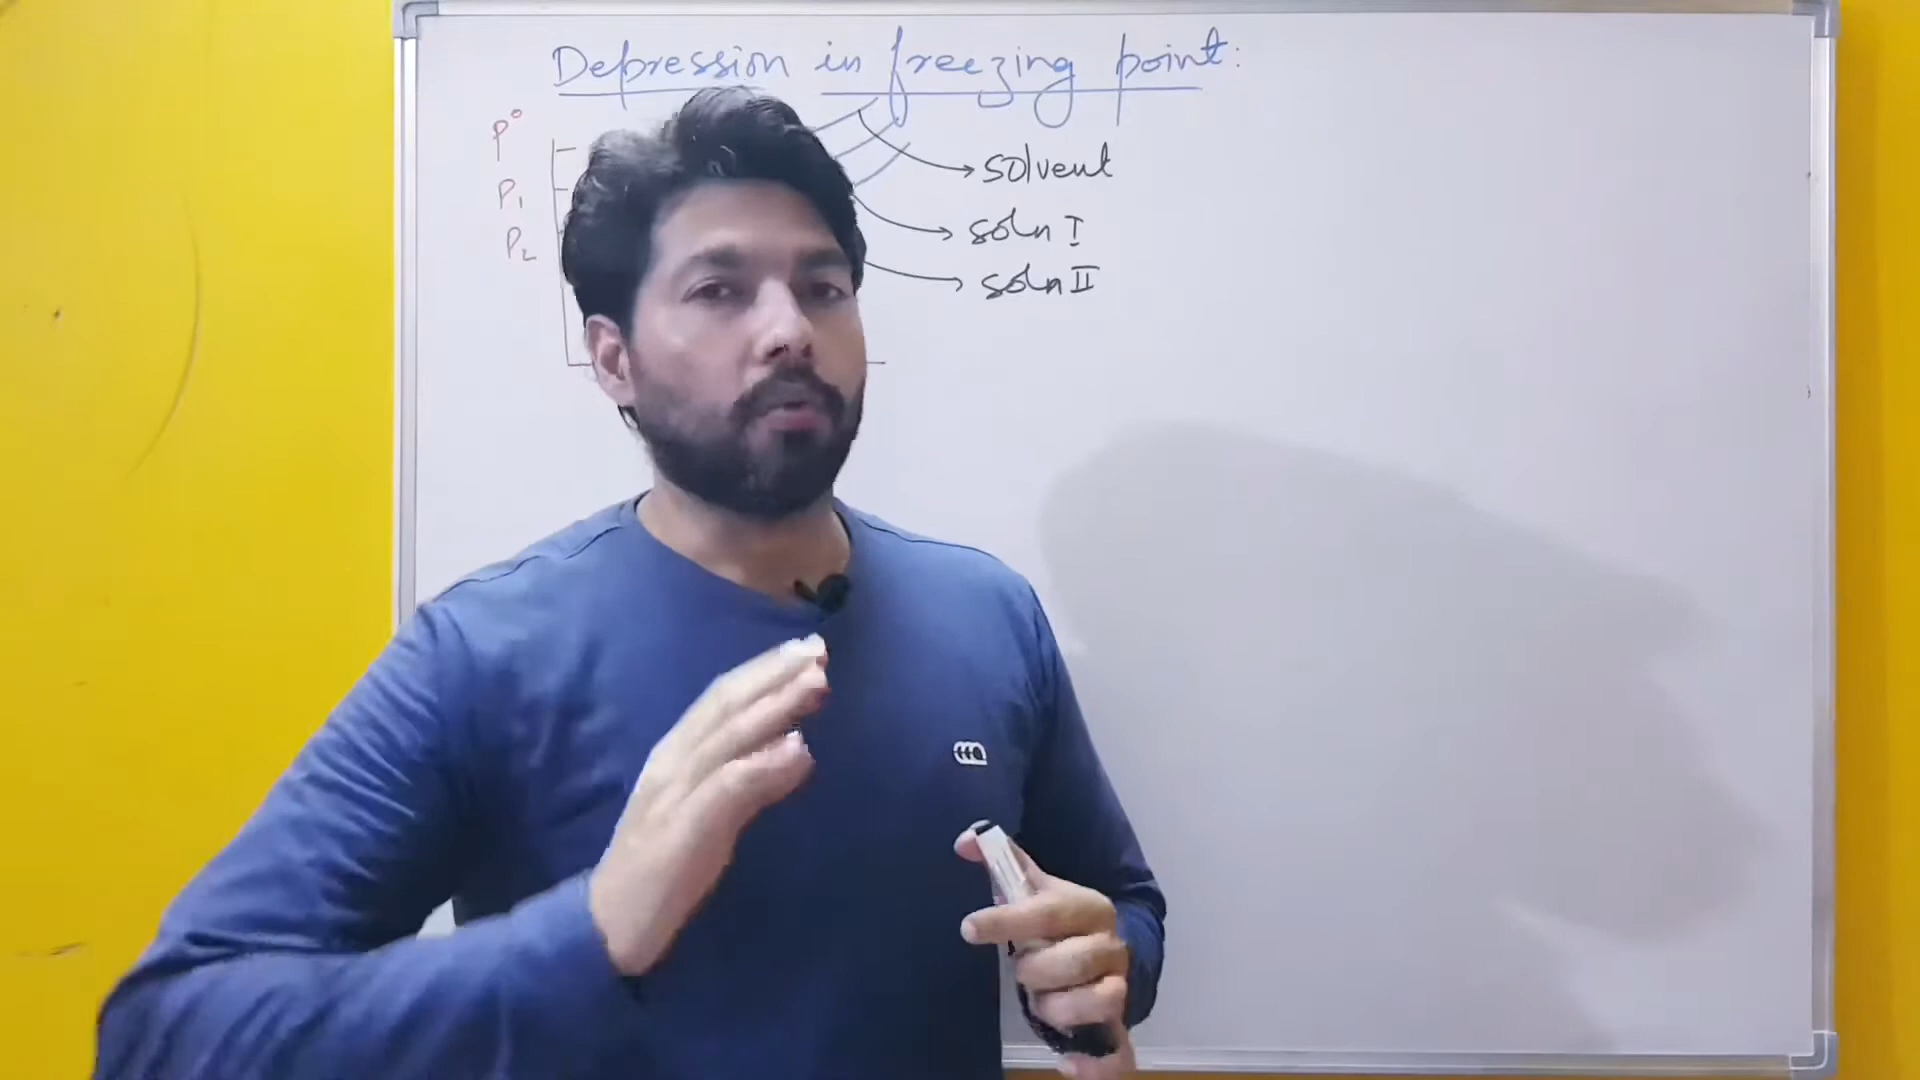 Depression in freezing point:
p°
solvent
P₁
soln I
P₂
soln II